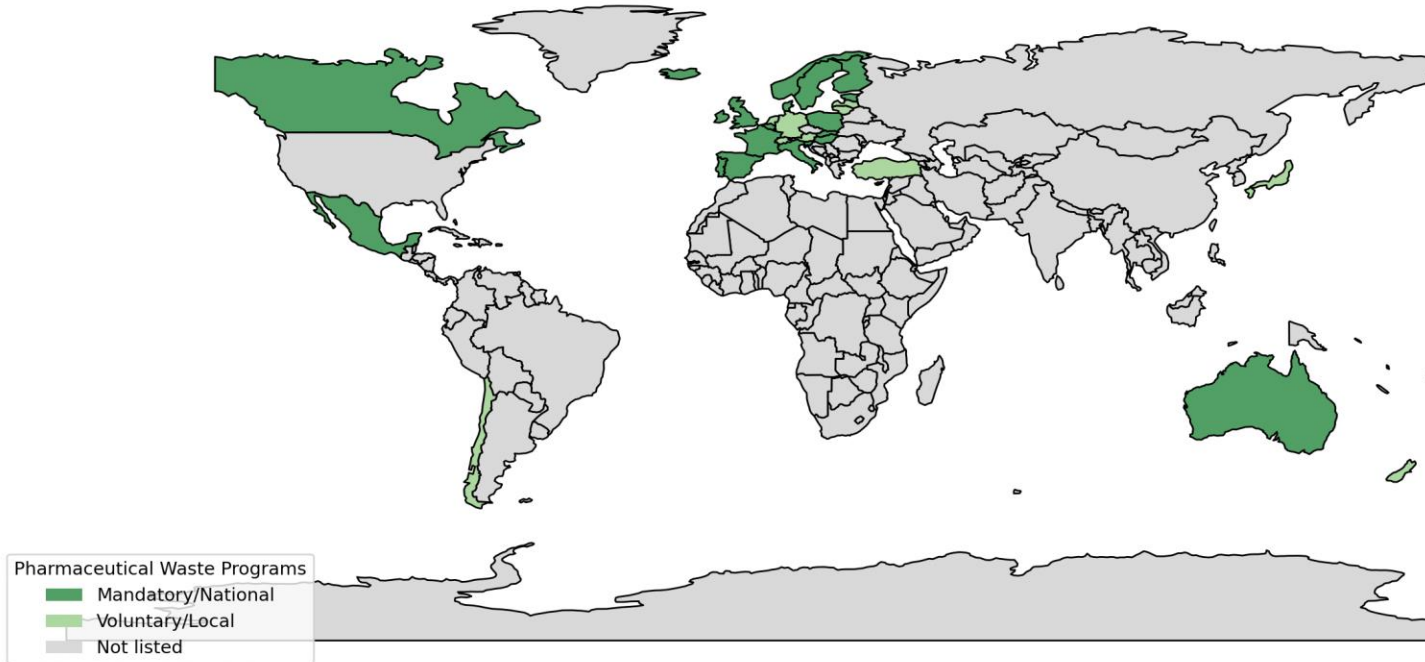 Pharmaceutical Waste Programs
Mandatory/National
Voluntary/Local
Not listed